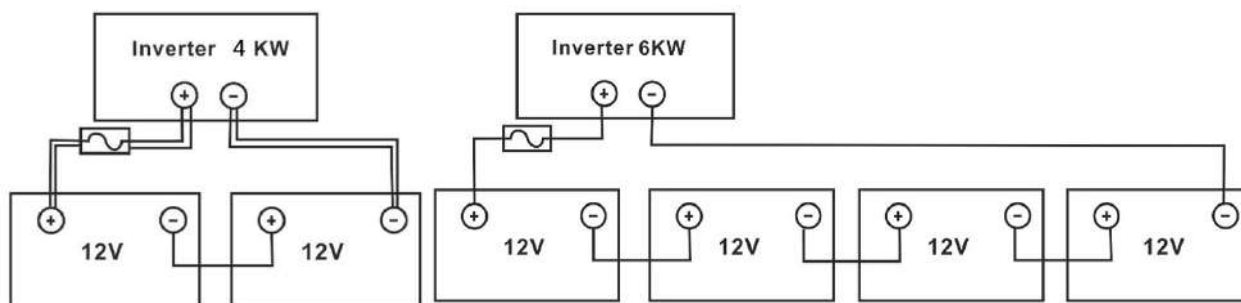 Inverter 4 KW
Inverter 6KW
+ -
+ -
+ - + -
+ - + - + - + -
12V 12V
12V 12V 12V 12V